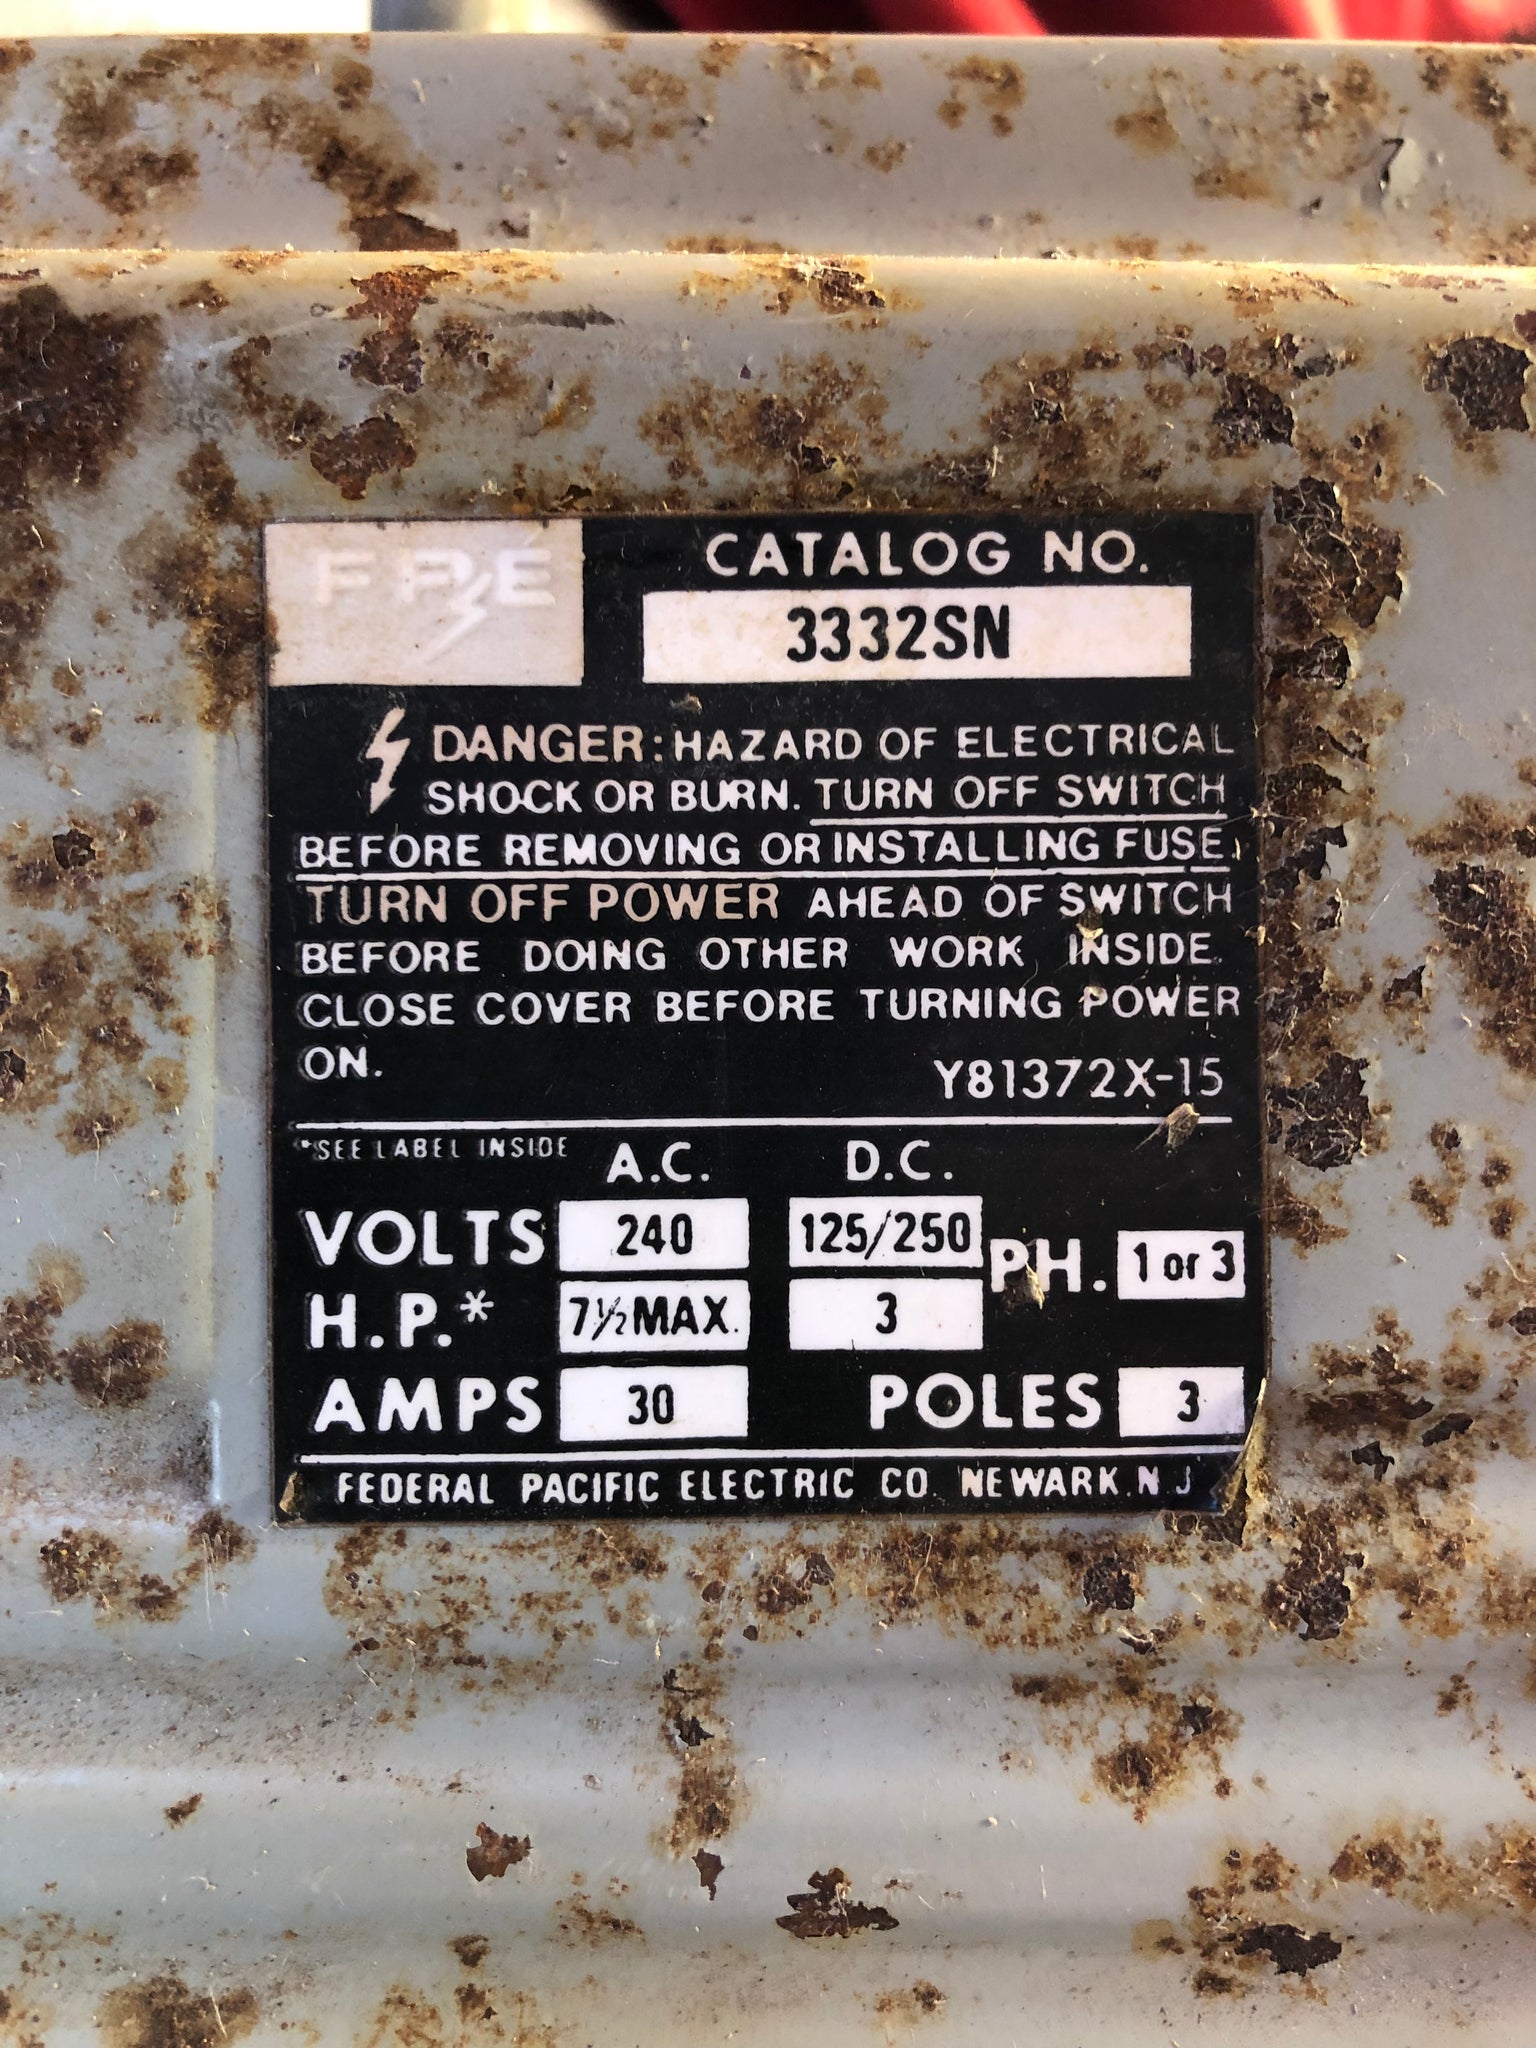 FPE
CATALOG NO.
3332SN
DANGER: HAZARD OF ELECTRICAL
SHOCK OR BURN. TURN OFF SWITCH
BEFORE REMOVING OR INSTALLING FUSE.
TURN OFF POWER AHEAD OF SWITCH
BEFORE DOING OTHER WORK INSIDE.
CLOSE COVER BEFORE TURNING POWER
ON.
Y81372X-15
*SEE LABEL INSIDE
A.C. D.C.
VOLTS 240 125/250 PH. 1 or 3
H.P.* 7½ MAX. 3
AMPS 30 POLES 3
FEDERAL PACIFIC ELECTRIC CO. NEWARK, N.J.